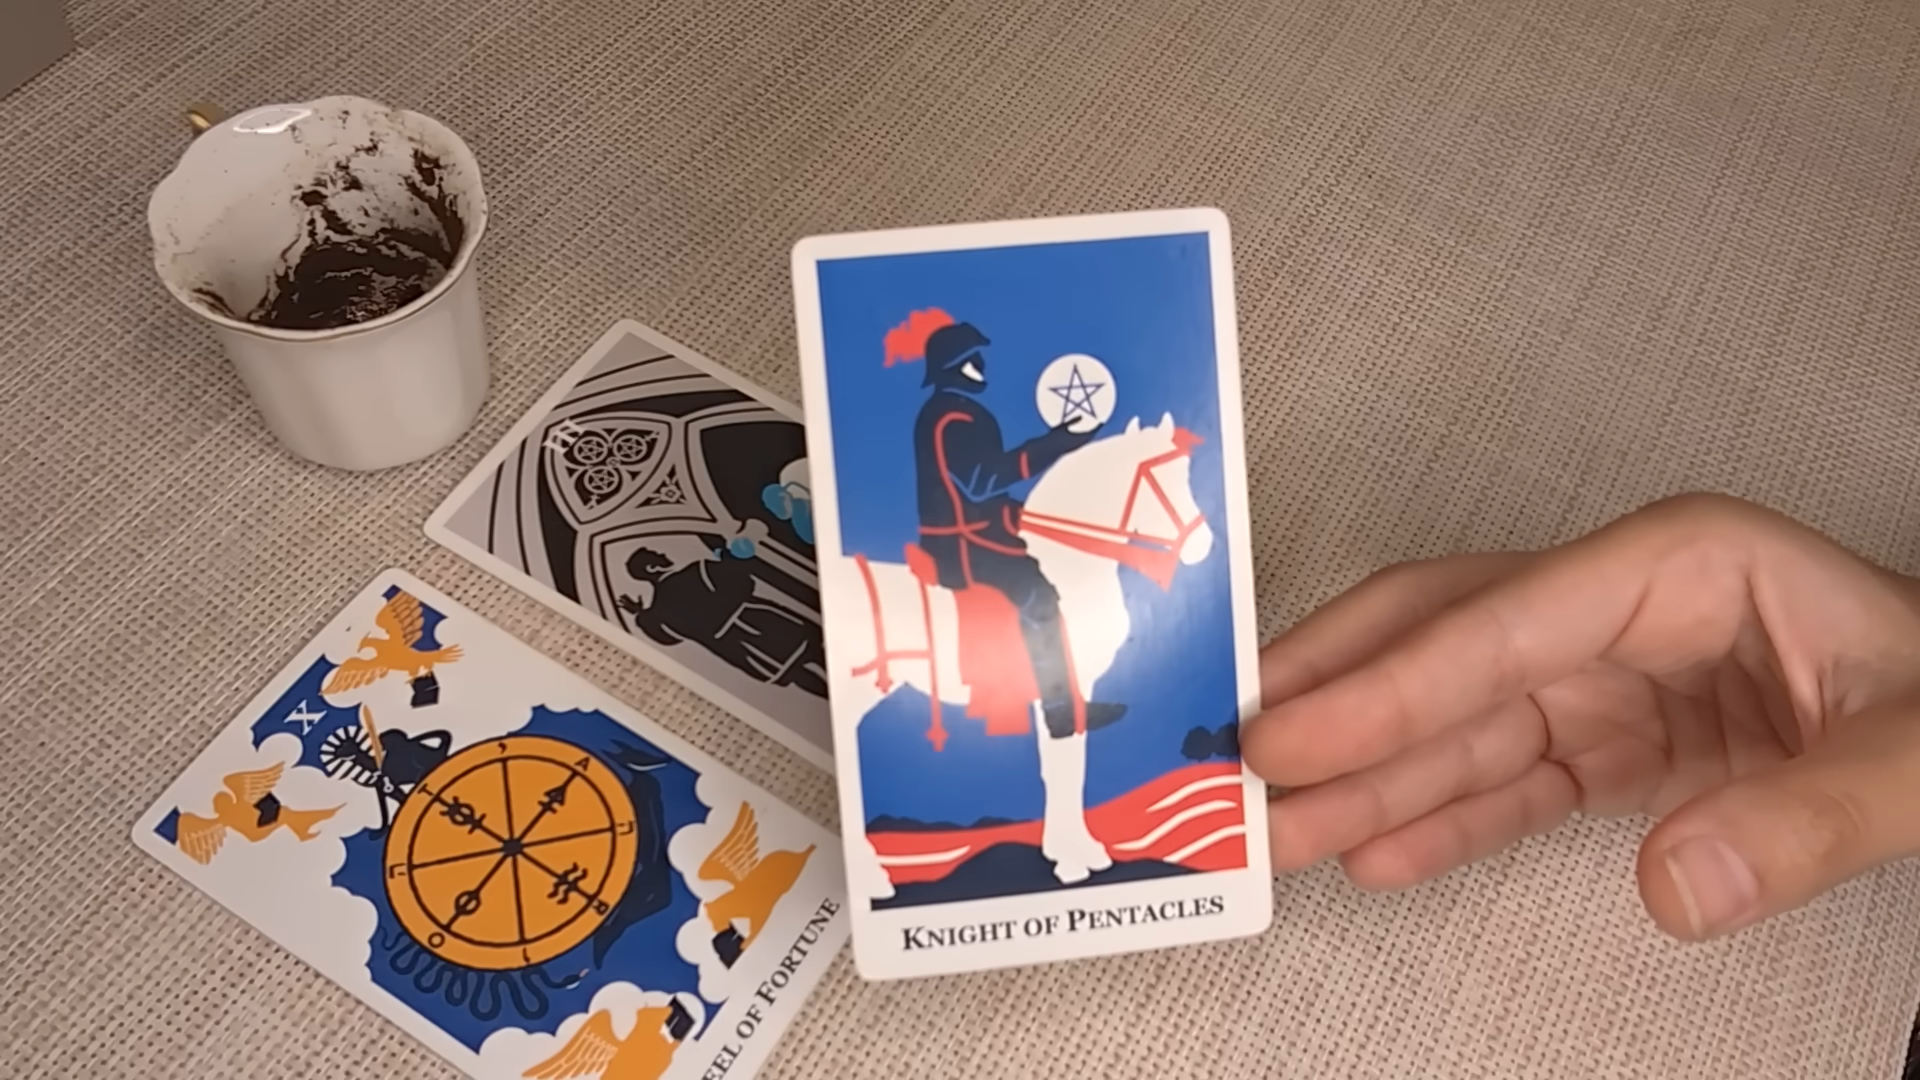 III
KNIGHT OF PENTACLES
X
T
A
R
O
EEL OF FORTUNE